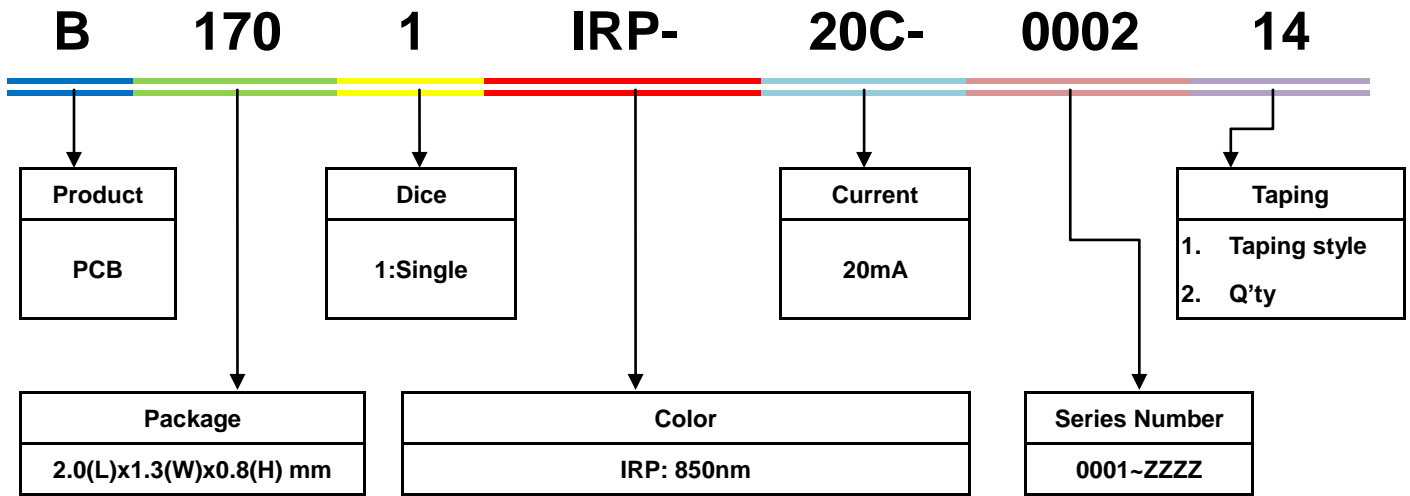 B 170 1 IRP- 20C- 0002 14
Product
PCB
Dice
1:Single
Current
20mA
Taping
1. Taping style
2. Q'ty
Package
2.0(L)x1.3(W)x0.8(H) mm
Color
IRP: 850nm
Series Number
0001~ZZZZ